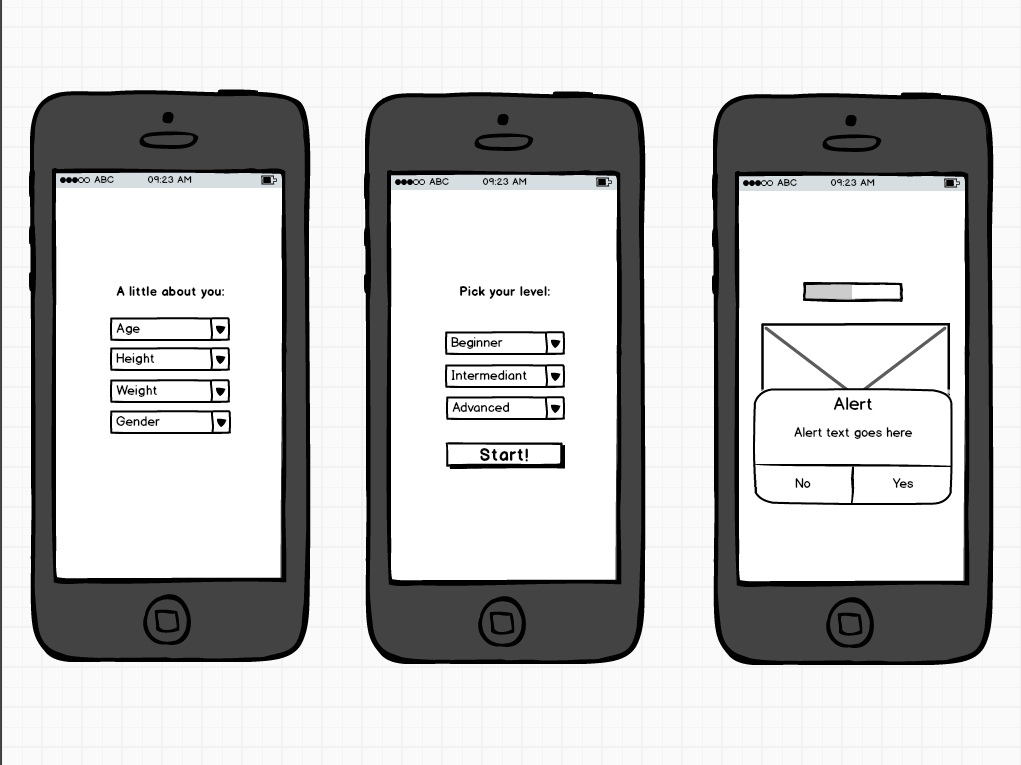 ABC 09:23 AM
A little about you:
Age
Height
Weight
Gender
ABC 09:23 AM
Pick your level:
Beginner
Intermediant
Advanced
Start!
ABC 09:23 AM
Alert
Alert text goes here
No Yes